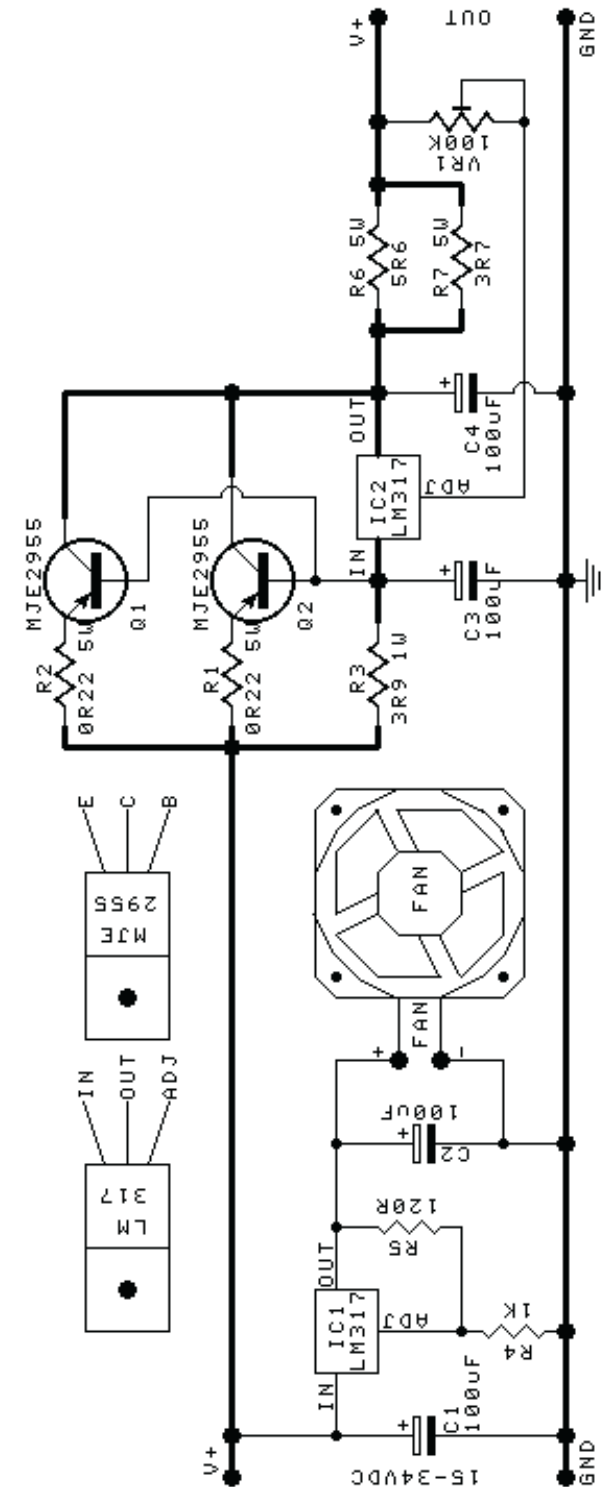 LM
317
IN
OUT
ADJ
MJE
2955
E
C
B
V+
15-34VDC
GND
IN
OUT
IC1
LM317
ADJ
C1
100uF
R5
120R
R4
1K
C2
100uF
+
+
FAN
+
-
FAN
R2
0R22 5W
R1
0R22 5W
R3
3R9 1W
MJE2955
Q1
MJE2955
Q2
IN
OUT
IC2
LM317
ADJ
C3
100uF
+
C4
100uF
+
R6 5W
5R6
R7 5W
3R7
VR1
100K
V+
OUT
GND